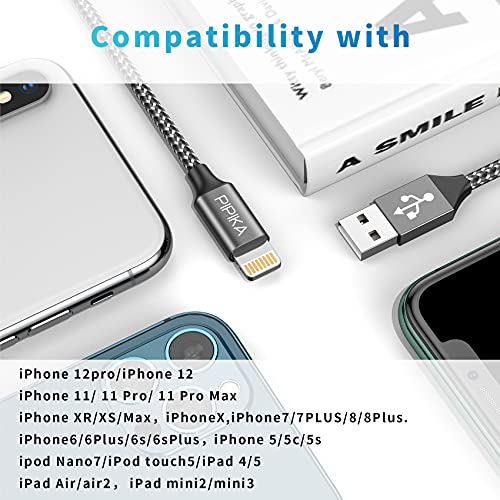 Compatibility with
A
Witty think
A SMILE
PIPIKA
iPhone 12pro/iPhone 12
iPhone 11/ 11 Pro/ 11 Pro Max
iPhone XR/XS/Max，iPhoneX,iPhone7/7PLUS/8/8Plus.
iPhone6/6Plus/6s/6sPlus，iPhone 5/5c/5s
ipod Nano7/iPod touch5/iPad 4/5
iPad Air/air2，iPad mini2/mini3